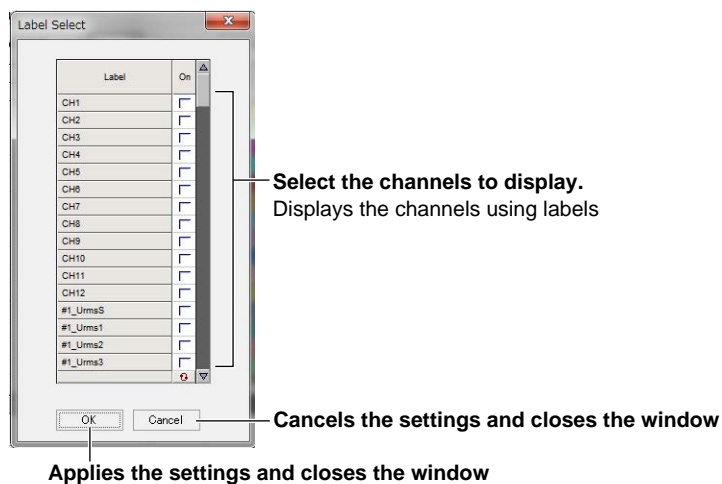 Label Select
Label On
CH1
CH2
CH3
CH4
CH5
CH6
CH7
CH8
CH9
CH10
CH11
CH12
#1_UrmsS
#1_Urms1
#1_Urms2
#1_Urms3
Select the channels to display.
Displays the channels using labels
OK Cancel
Cancels the settings and closes the window
Applies the settings and closes the window